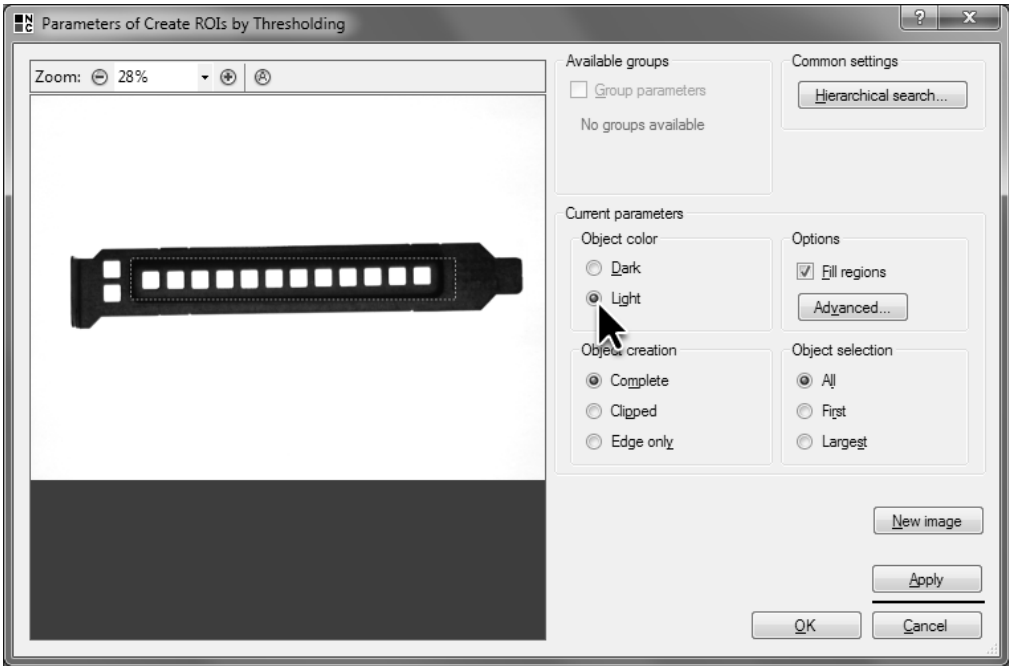 NC Parameters of Create ROIs by Thresholding ? X
Zoom: 28%
Available groups
Group parameters
No groups available
Common settings
Hierarchical search...
Current parameters
Object color
Dark
Light
Options
Fill regions
Advanced...
Object creation
Complete
Clipped
Edge only
Object selection
All
First
Largest
New image
Apply
OK
Cancel